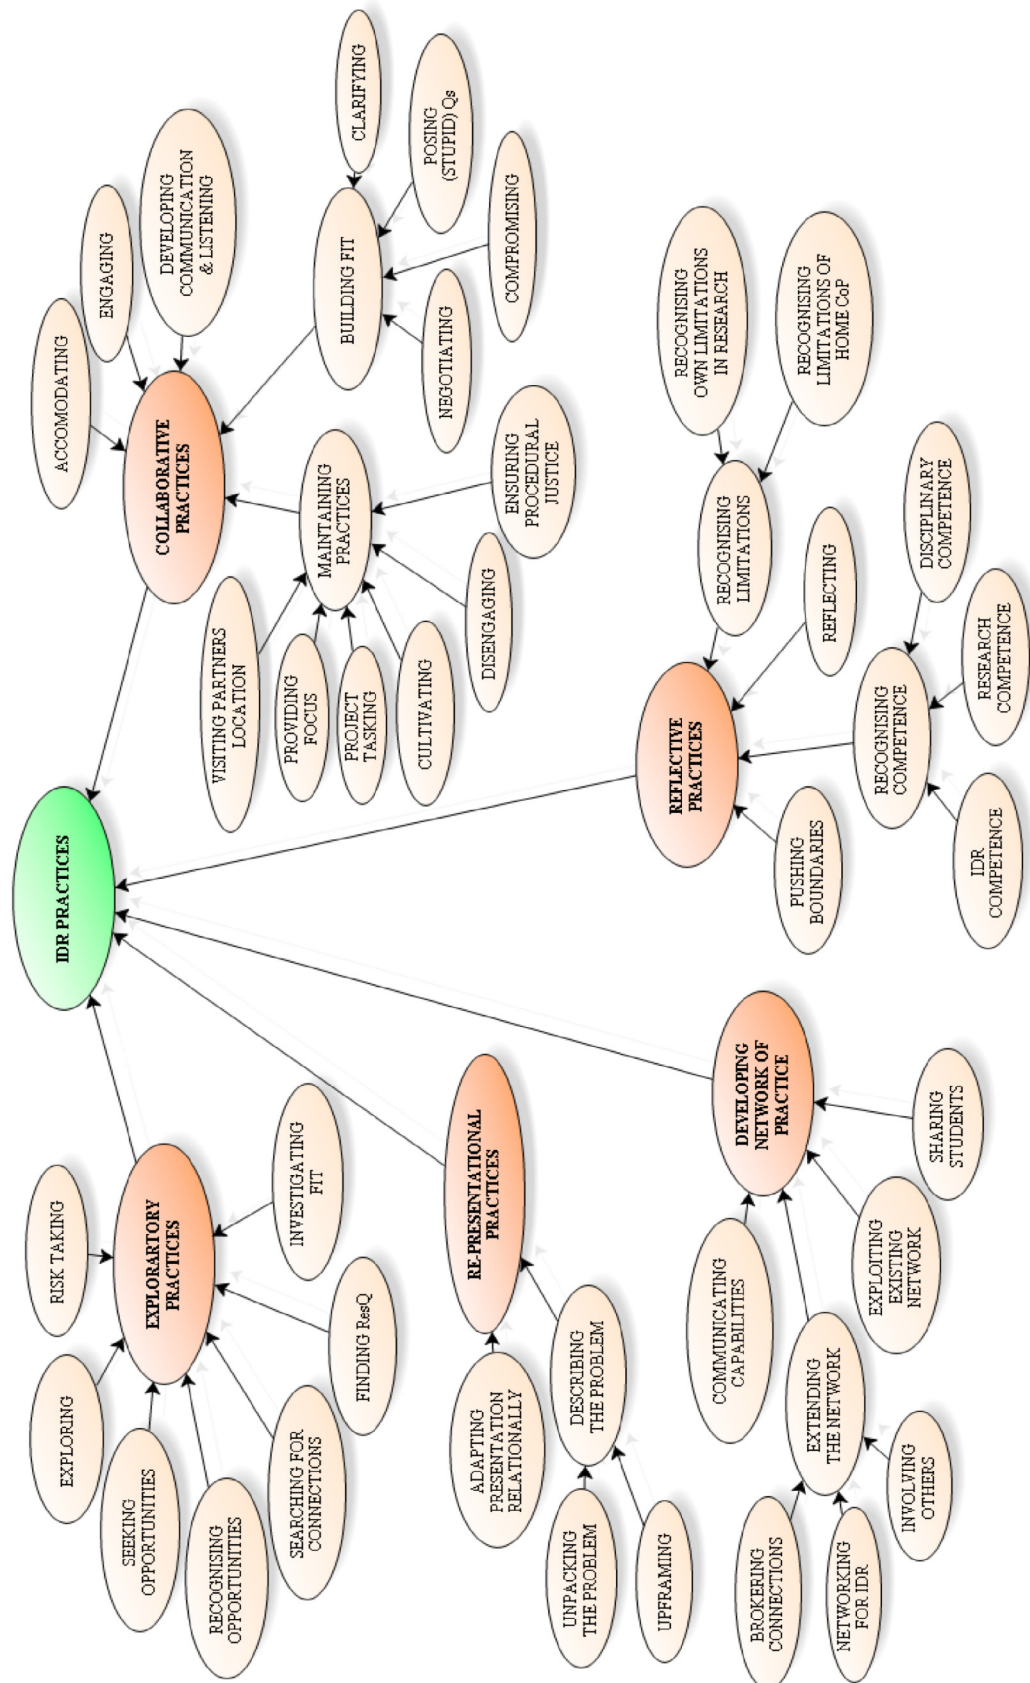 IDR PRACTICES
EXPLORARTORY
PRACTICES
RISK TAKING
EXPLORING
SEEKING
OPPORTUNITIES
RECOGNISING
OPPORTUNITIES
SEARCHING FOR
CONNECTIONS
FINDING ResQ
INVESTIGATING
FIT
RE-PRESENTATIONAL
PRACTICES
ADAPTING
PRESENTATION
RELATIONALLY
DESCRIBING
THE PROBLEM
UNPACKING
THE PROBLEM
UPFRAMING
DEVELOPING
NETWORK OF
PRACTICE
COMMUNICATING
CAPABILITIES
EXTENDING
THE NETWORK
BROKERING
CONNECTIONS
NETWORKING
FOR IDR
INVOLVING
OTHERS
EXPLOITING
EXISTING
NETWORK
SHARING
STUDENTS
REFLECTIVE
PRACTICES
PUSHING
BOUNDARIES
RECOGNISING
COMPETENCE
IDR
COMPETENCE
RESEARCH
COMPETENCE
DISCIPLINARY
COMPETENCE
REFLECTING
RECOGNISING
LIMITATIONS
RECOGNISING
OWN LIMITATIONS
IN RESEARCH
RECOGNISING
LIMITATIONS OF
HOME CoP
COLLABORATIVE
PRACTICES
ACCOMODATING
ENGAGING
DEVELOPING
COMMUNICATION
& LISTENING
MAINTAINING
PRACTICES
VISITING PARTNERS
LOCATION
PROVIDING
FOCUS
PROJECT
TASKING
CULTIVATING
DISENGAGING
ENSURING
PROCEDURAL
JUSTICE
BUILDING FIT
NEGOTIATING
COMPROMISING
POSING
(STUPID) Qs
CLARIFYING